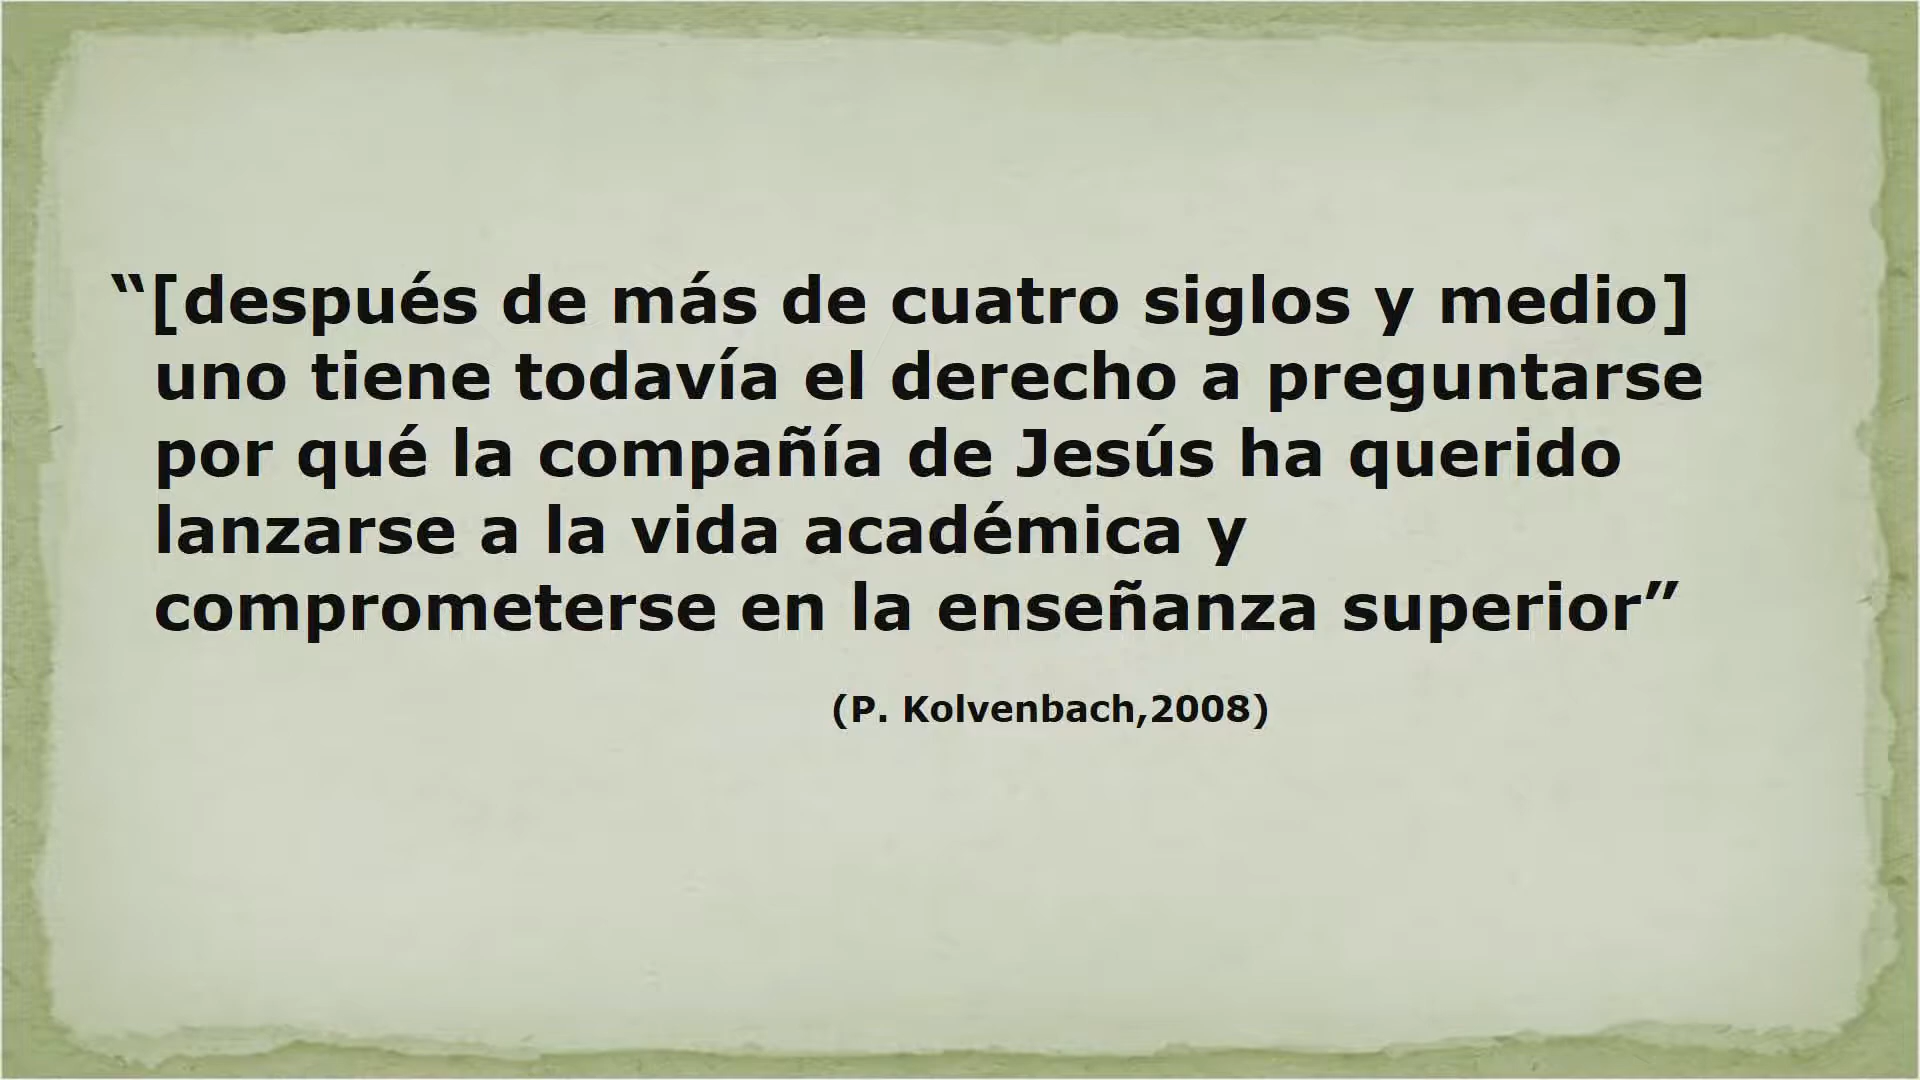 “[después de más de cuatro siglos y medio]
uno tiene todavía el derecho a preguntarse
por qué la compañía de Jesús ha querido
lanzarse a la vida académica y
comprometerse en la enseñanza superior”
(P. Kolvenbach,2008)